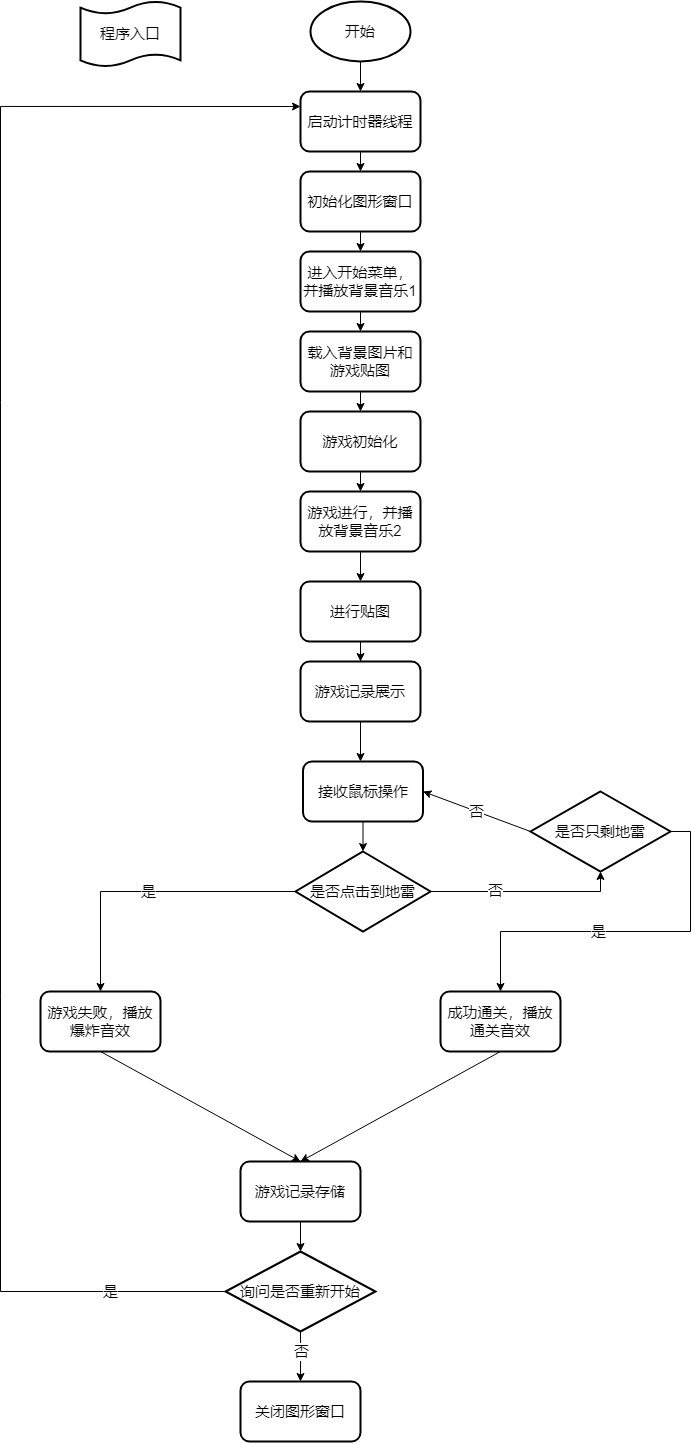 程序入口
开始
启动计时器线程
初始化图形窗口
进入开始菜单，
并播放背景音乐1
载入背景图片和
游戏贴图
游戏初始化
游戏进行，并播
放背景音乐2
进行贴图
游戏记录展示
接收鼠标操作
否
是否只剩地雷
是
是否点击到地雷
否
是
游戏失败，播放
爆炸音效
成功通关，播放
通关音效
游戏记录存储
是
询问是否重新开始
否
关闭图形窗口